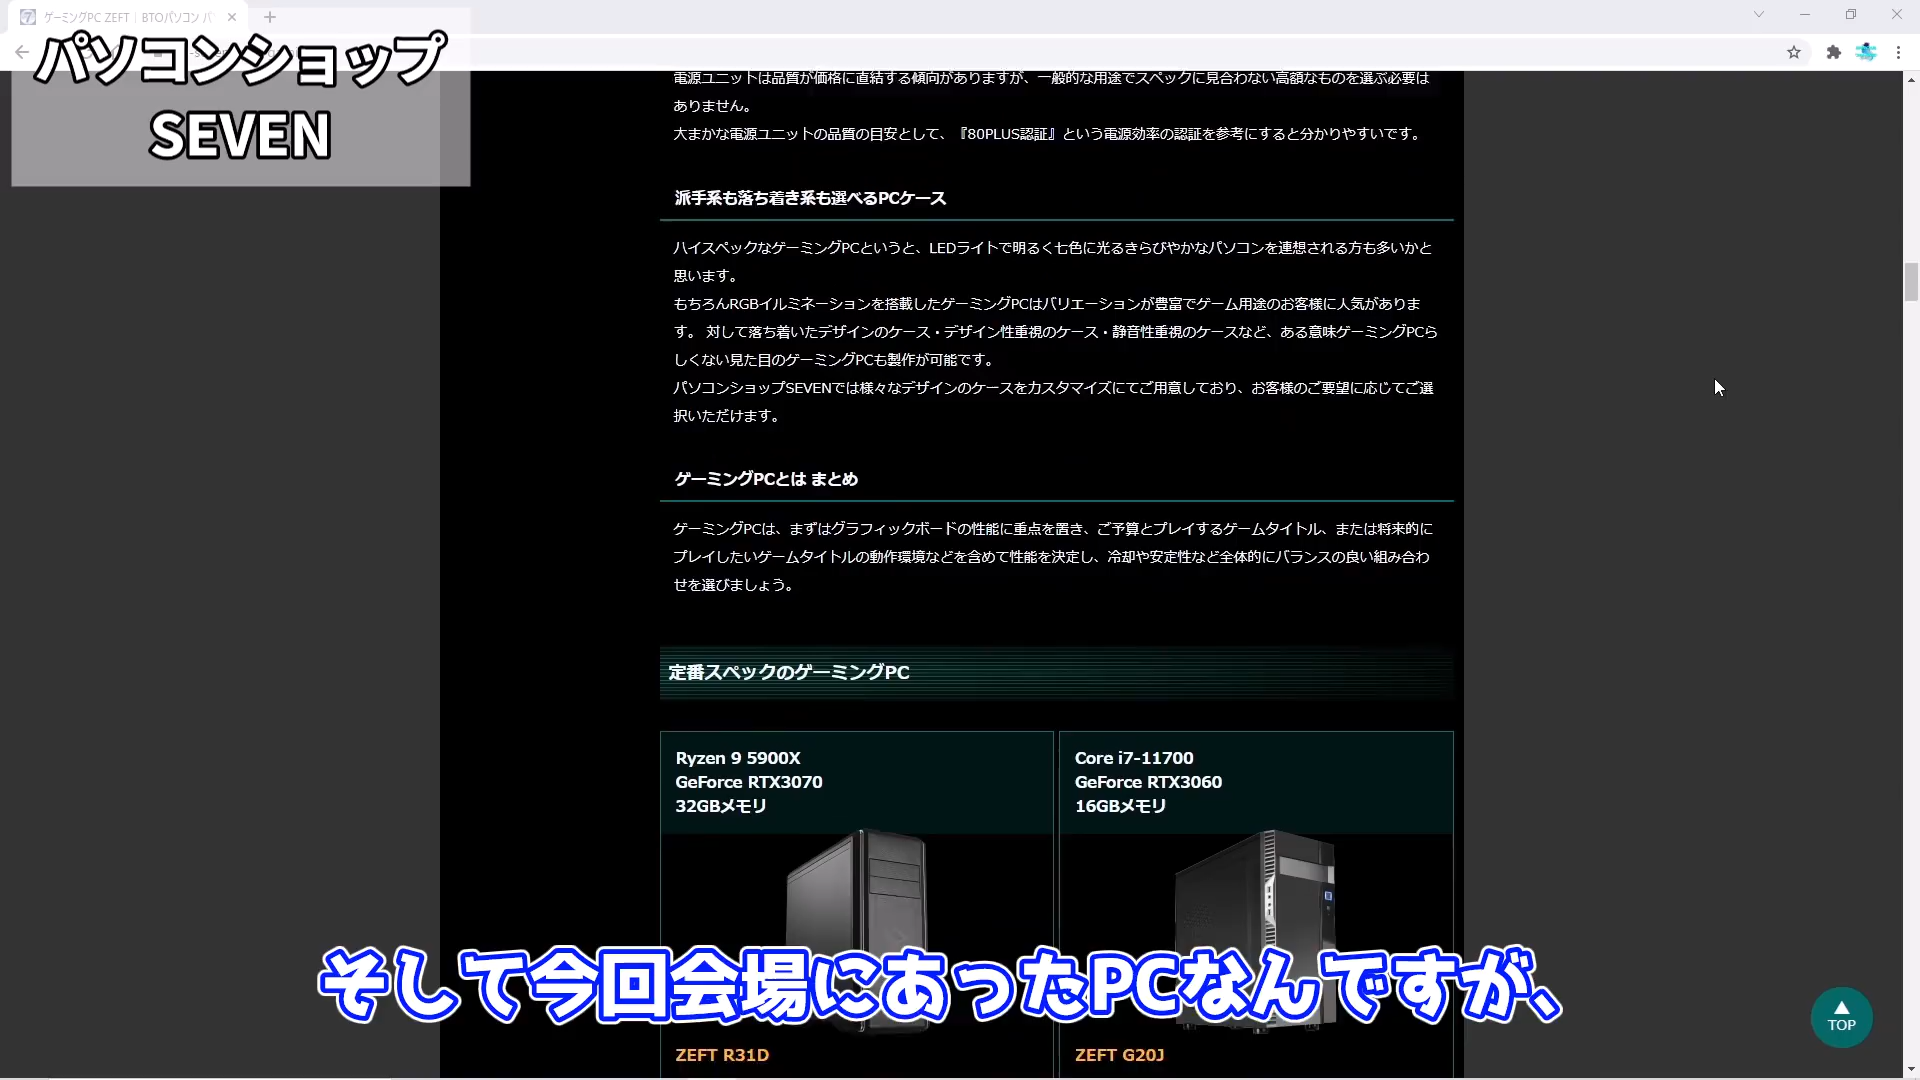 ゲーミングPC ZEFT｜BTOパソコン
パソコンショップ
SEVEN
電源ユニットは品質が価格に直結する傾向がありますが、一般的な用途でスペックに見合わない高額なものを選ぶ必要は
ありません。
大まかな電源ユニットの品質の目安として、『80PLUS認証』という電源効率の認証を参考にすると分かりやすいです。
派手系も落ち着き系も選べるPCケース
ハイスペックなゲーミングPCというと、LEDライトで明るく七色に光るきらびやかなパソコンを連想される方も多いかと
思います。
もちろんRGBイルミネーションを搭載したゲーミングPCはバリエーションが豊富でゲーム用途のお客様に人気がありま
す。 対して落ち着いたデザインのケース・デザイン性重視のケース・静音性重視のケースなど、ある意味ゲーミングPCら
しくない見た目のゲーミングPCも製作が可能です。
パソコンショップSEVENでは様々なデザインのケースをカスタマイズにてご用意しており、お客様のご要望に応じてご選
択いただけます。
ゲーミングPCとは まとめ
ゲーミングPCは、まずはグラフィックボードの性能に重点を置き、ご予算とプレイするゲームタイトル、または将来的に
プレイしたいゲームタイトルの動作環境などを含めて性能を決定し、冷却や安定性など全体的にバランスの良い組み合わ
せを選びましょう。
定番スペックのゲーミングPC
Ryzen 9 5900X
GeForce RTX3070
32GBメモリ
Core i7-11700
GeForce RTX3060
16GBメモリ
そして今回会場にあったPCなんですが、
ZEFT R31D
ZEFT G20J
TOP